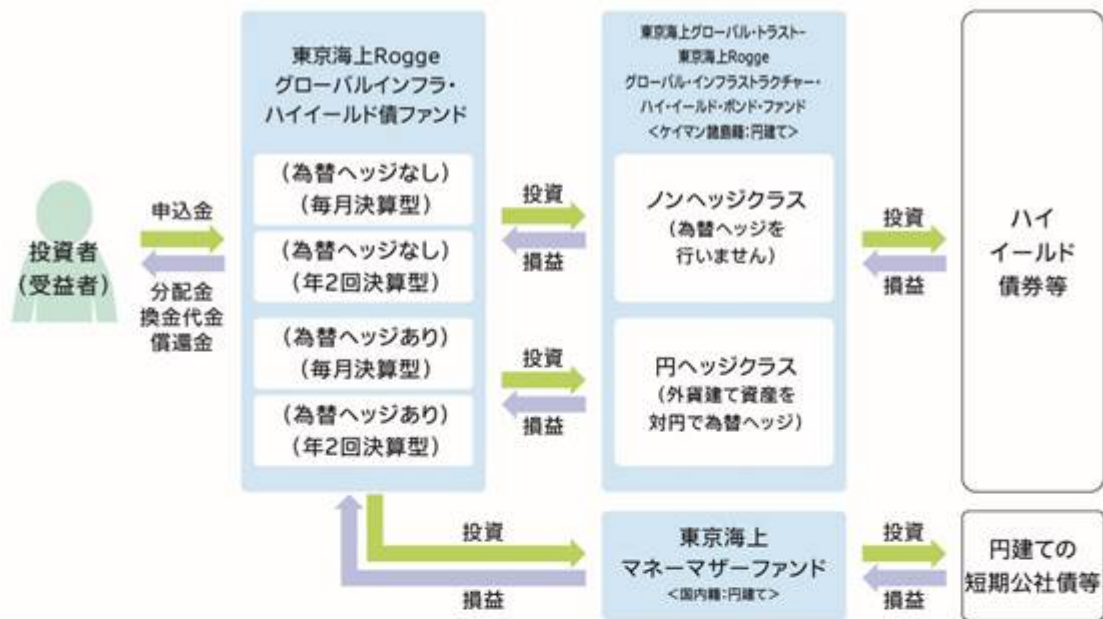 投資者
(受益者)
申込金
分配金
換金代金
償還金
東京海上Rogge
グローバルインフラ・
ハイイールド債ファンド
(為替ヘッジなし)
(毎月決算型)
(為替ヘッジなし)
(年2回決算型)
(為替ヘッジあり)
(毎月決算型)
(為替ヘッジあり)
(年2回決算型)
投資
損益
投資
損益
東京海上グローバル・トラスト-
東京海上Rogge
グローバル・インフラストラクチャー・
ハイ・イールド・ボンド・ファンド
<ケイマン諸島籍:円建て>
ノンヘッジクラス
(為替ヘッジを
行いません)
円ヘッジクラス
(外貨建て資産を
対円で為替ヘッジ)
投資
損益
ハイ
イールド
債券等
投資
損益
東京海上
マネーマザーファンド
<国内籍:円建て>
投資
損益
円建ての
短期公社債等